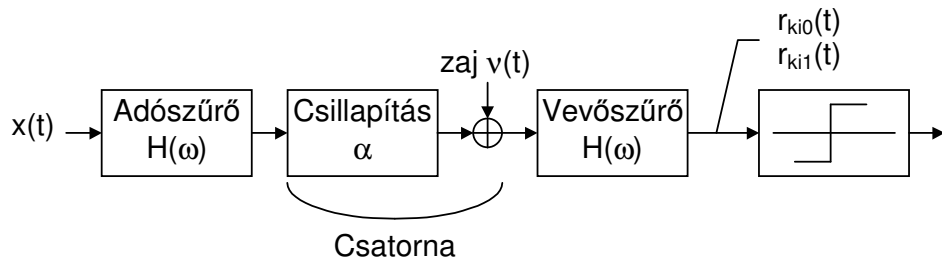 r_ki0(t)
r_ki1(t)
zaj ν(t)
x(t)
Adószűrő
H(ω)
Csillapítás
α
Vevőszűrő
H(ω)
Csatorna